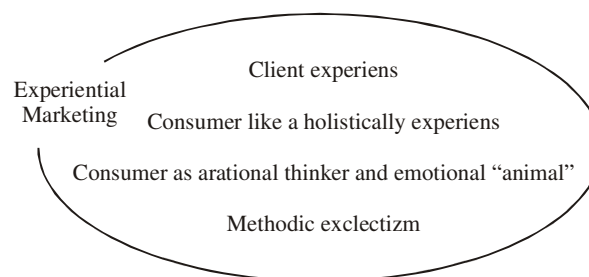 Client experiens
Experiential
Marketing
Consumer like a holistically experiens
Consumer as arational thinker and emotional “animal”
Methodic exclectizm